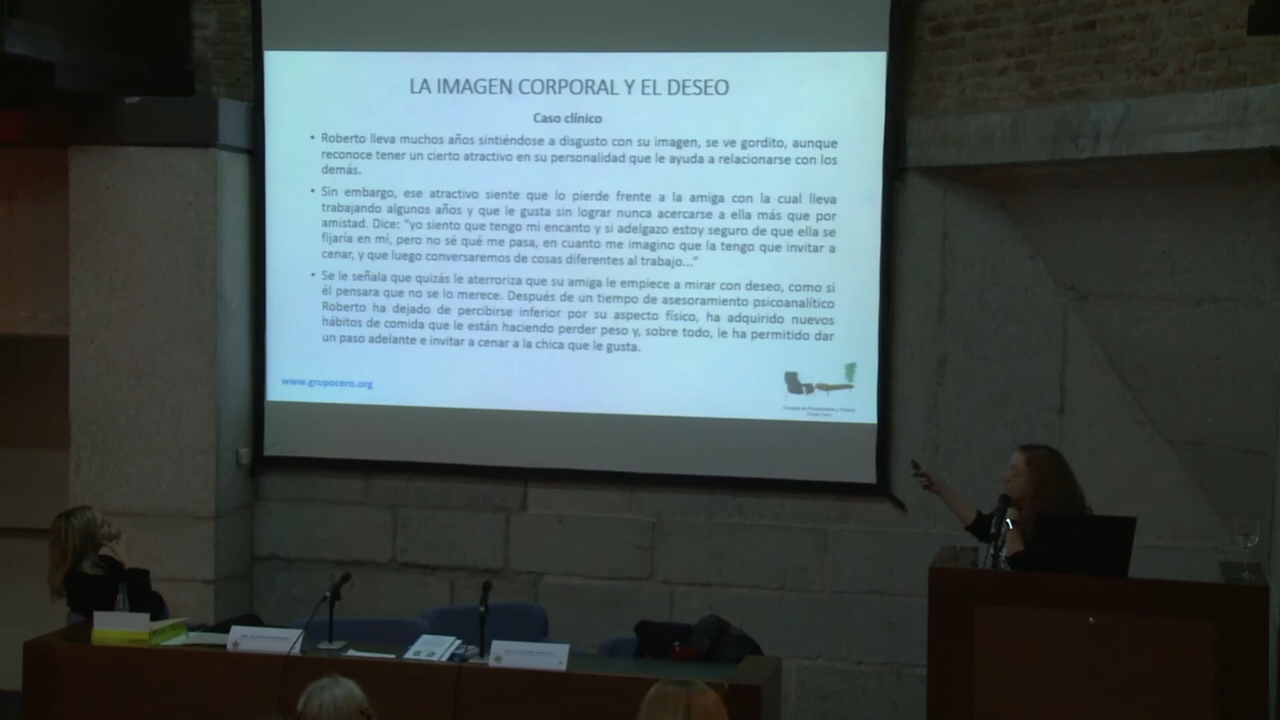 LA IMAGEN CORPORAL Y EL DESEO
Caso clínico
• Roberto lleva muchos años sintiéndose a disgusto con su imagen, se ve gordito, aunque
reconoce tener un cierto atractivo en su personalidad que le ayuda a relacionarse con los
demás.
• Sin embargo, ese atractivo siente que lo pierde frente a la amiga con la cual lleva
trabajando algunos años y que le gusta sin lograr nunca acercarse a ella más que por
amistad. Dice: "yo siento que tengo mi encanto y si adelgazo estoy seguro de que ella se
fijaría en mí, pero no sé qué me pasa, en cuanto me imagino que la tengo que invitar a
cenar, y que luego conversaremos de cosas diferentes al trabajo..."
• Se le señala que quizás le aterroriza que su amiga le empiece a mirar con deseo, como si
él pensara que no se lo merece. Después de un tiempo de asesoramiento psicoanalítico
Roberto ha dejado de percibirse inferior por su aspecto físico, ha adquirido nuevos
hábitos de comida que le están haciendo perder peso y, sobre todo, le ha permitido dar
un paso adelante e invitar a cenar a la chica que le gusta.
www.grupocero.org